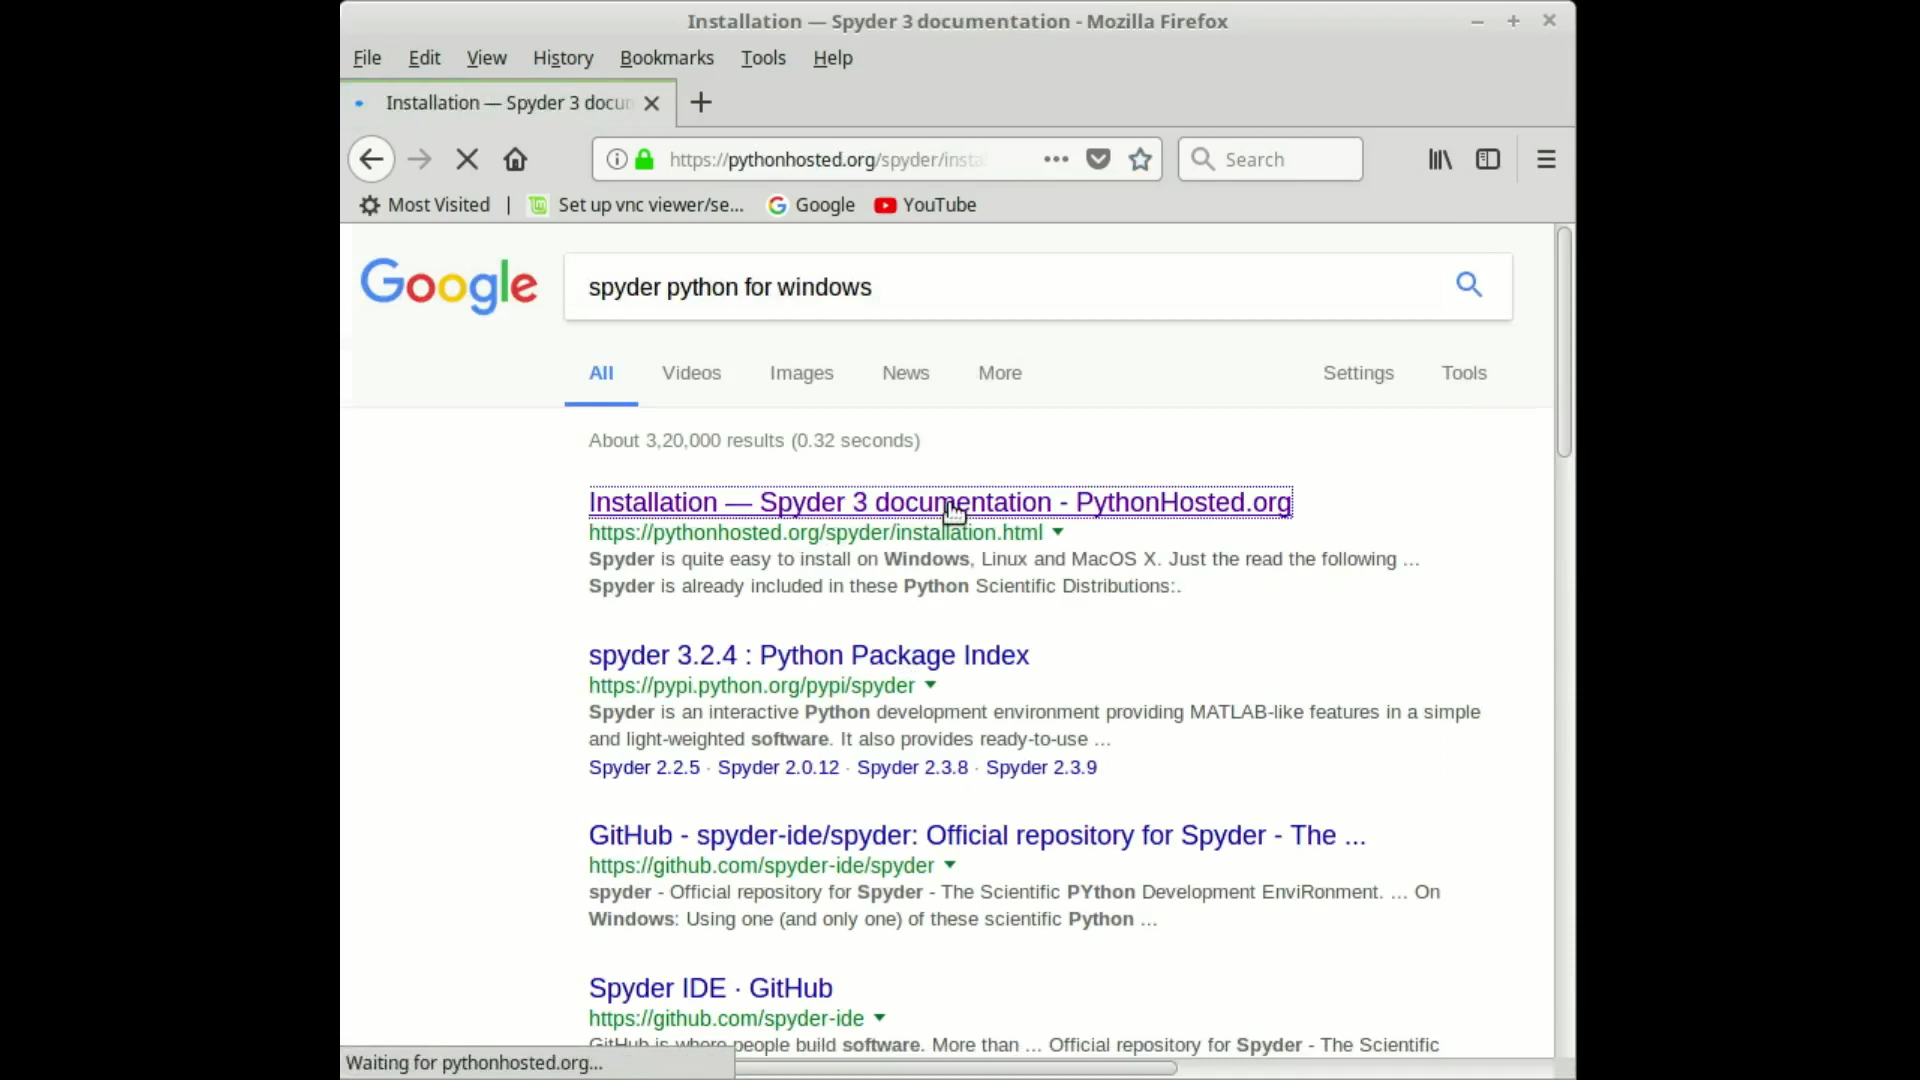 Installation — Spyder 3 documentation - Mozilla Firefox
File Edit View History Bookmarks Tools Help
Installation — Spyder 3 docun
https://pythonhosted.org/spyder/insta
Search
Most Visited | Set up vnc viewer/se... Google YouTube
Google
spyder python for windows
All Videos Images News More Settings Tools
About 3,20,000 results (0.32 seconds)
Installation — Spyder 3 documentation - PythonHosted.org
https://pythonhosted.org/spyder/installation.html
Spyder is quite easy to install on Windows, Linux and MacOS X. Just the read the following ...
Spyder is already included in these Python Scientific Distributions:.
spyder 3.2.4 : Python Package Index
https://pypi.python.org/pypi/spyder
Spyder is an interactive Python development environment providing MATLAB-like features in a simple
and light-weighted software. It also provides ready-to-use ...
Spyder 2.2.5 · Spyder 2.0.12 · Spyder 2.3.8 · Spyder 2.3.9
GitHub - spyder-ide/spyder: Official repository for Spyder - The ...
https://github.com/spyder-ide/spyder
spyder - Official repository for Spyder - The Scientific PYthon Development EnviRonment. ... On
Windows: Using one (and only one) of these scientific Python ...
Spyder IDE · GitHub
https://github.com/spyder-ide
GitHub is where people build software. More than ... Official repository for Spyder - The Scientific
Waiting for pythonhosted.org...